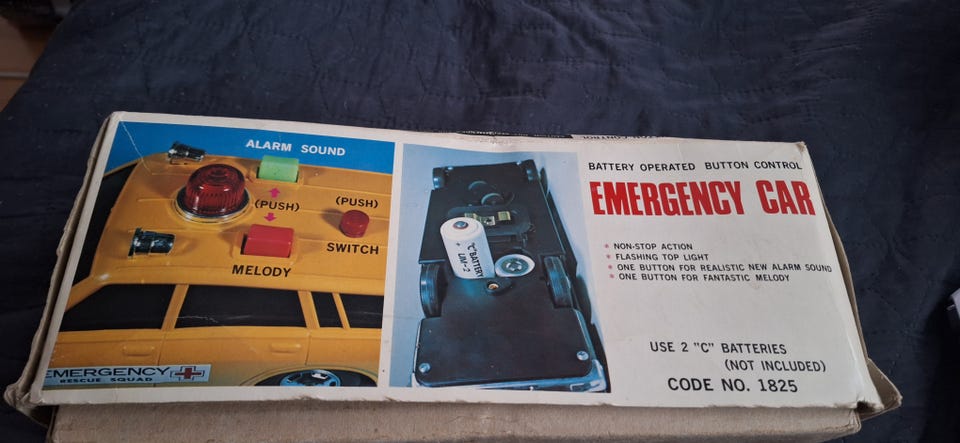 ALARM SOUND
(PUSH)
(PUSH)
SWITCH
MELODY
EMERGENCY
RESCUE SQUAD
"C" BATTERY
UM-2
BATTERY OPERATED BUTTON CONTROL
EMERGENCY CAR
* NON-STOP ACTION
* FLASHING TOP LIGHT
* ONE BUTTON FOR REALISTIC NEW ALARM SOUND
* ONE BUTTON FOR FANTASTIC MELODY
USE 2 "C" BATTERIES
(NOT INCLUDED)
CODE NO. 1825